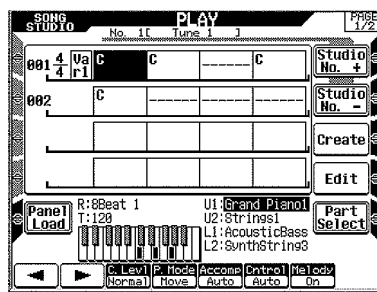 SONG STUDIO PLAY PAGE 1/2
No. 1[ Tune 1 ]
001 4/4 Var1 C C ------ C
Studio No. +
002 C ------ ------ ------
Studio No. -
Create
Edit
Panel Load
R:8Beat 1
T:120
U1:Grand Piano1
U2:Strings1
L1:AcousticBass
L2:SynthString3
Part Select
C.Levl P.Mode Accomp Cntrol Melody
Normal Move Auto Auto On